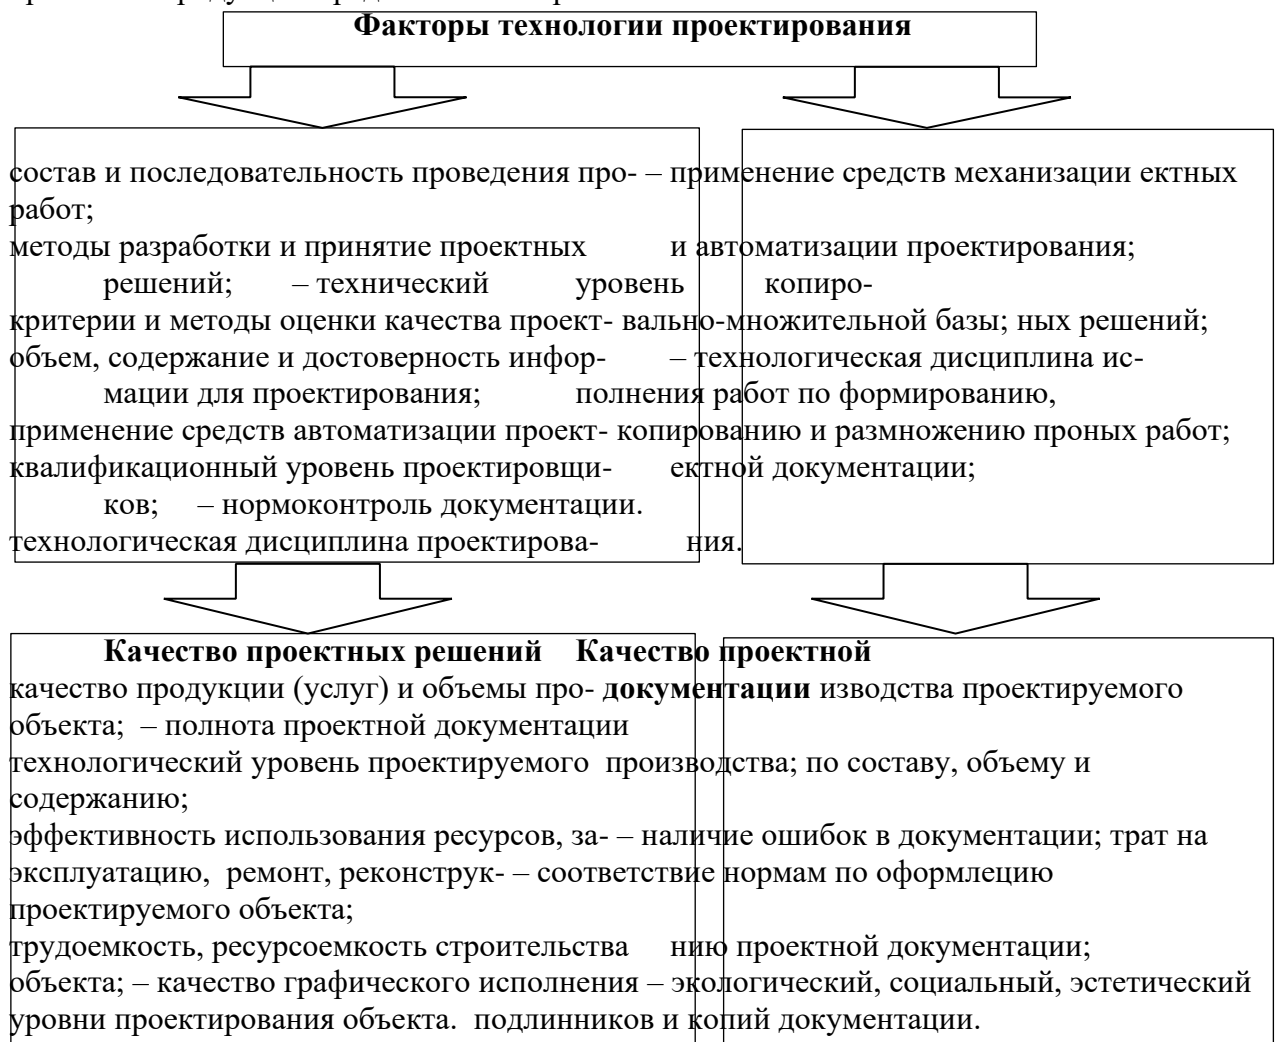 Факторы технологии проектирования
состав и последовательность проведения про- – применение средств механизации ектных
работ;
методы разработки и принятие проектных и автоматизации проектирования;
решений; – технический уровень копиро-
критерии и методы оценки качества проект- вально-множительной базы; ных решений;
объем, содержание и достоверность инфор- – технологическая дисциплина ис-
мации для проектирования; полнения работ по формированию,
применение средств автоматизации проект- копированию и размножению проных работ;
квалификационный уровень проектировщи- ектной документации;
ков; – нормоконтроль документации.
технологическая дисциплина проектирова- ния.
Качество проектных решений Качество проектной
качество продукции (услуг) и объемы про- документации изводства проектируемого
объекта; – полнота проектной документации
технологический уровень проектируемого производства; по составу, объему и
содержанию;
эффективность использования ресурсов, за- – наличие ошибок в документации; трат на
эксплуатацию, ремонт, реконструк- – соответствие нормам по оформлецию
проектируемого объекта;
трудоемкость, ресурсоемкость строительства нию проектной документации;
объекта; – качество графического исполнения – экологический, социальный, эстетический
уровни проектирования объекта. подлинников и копий документации.